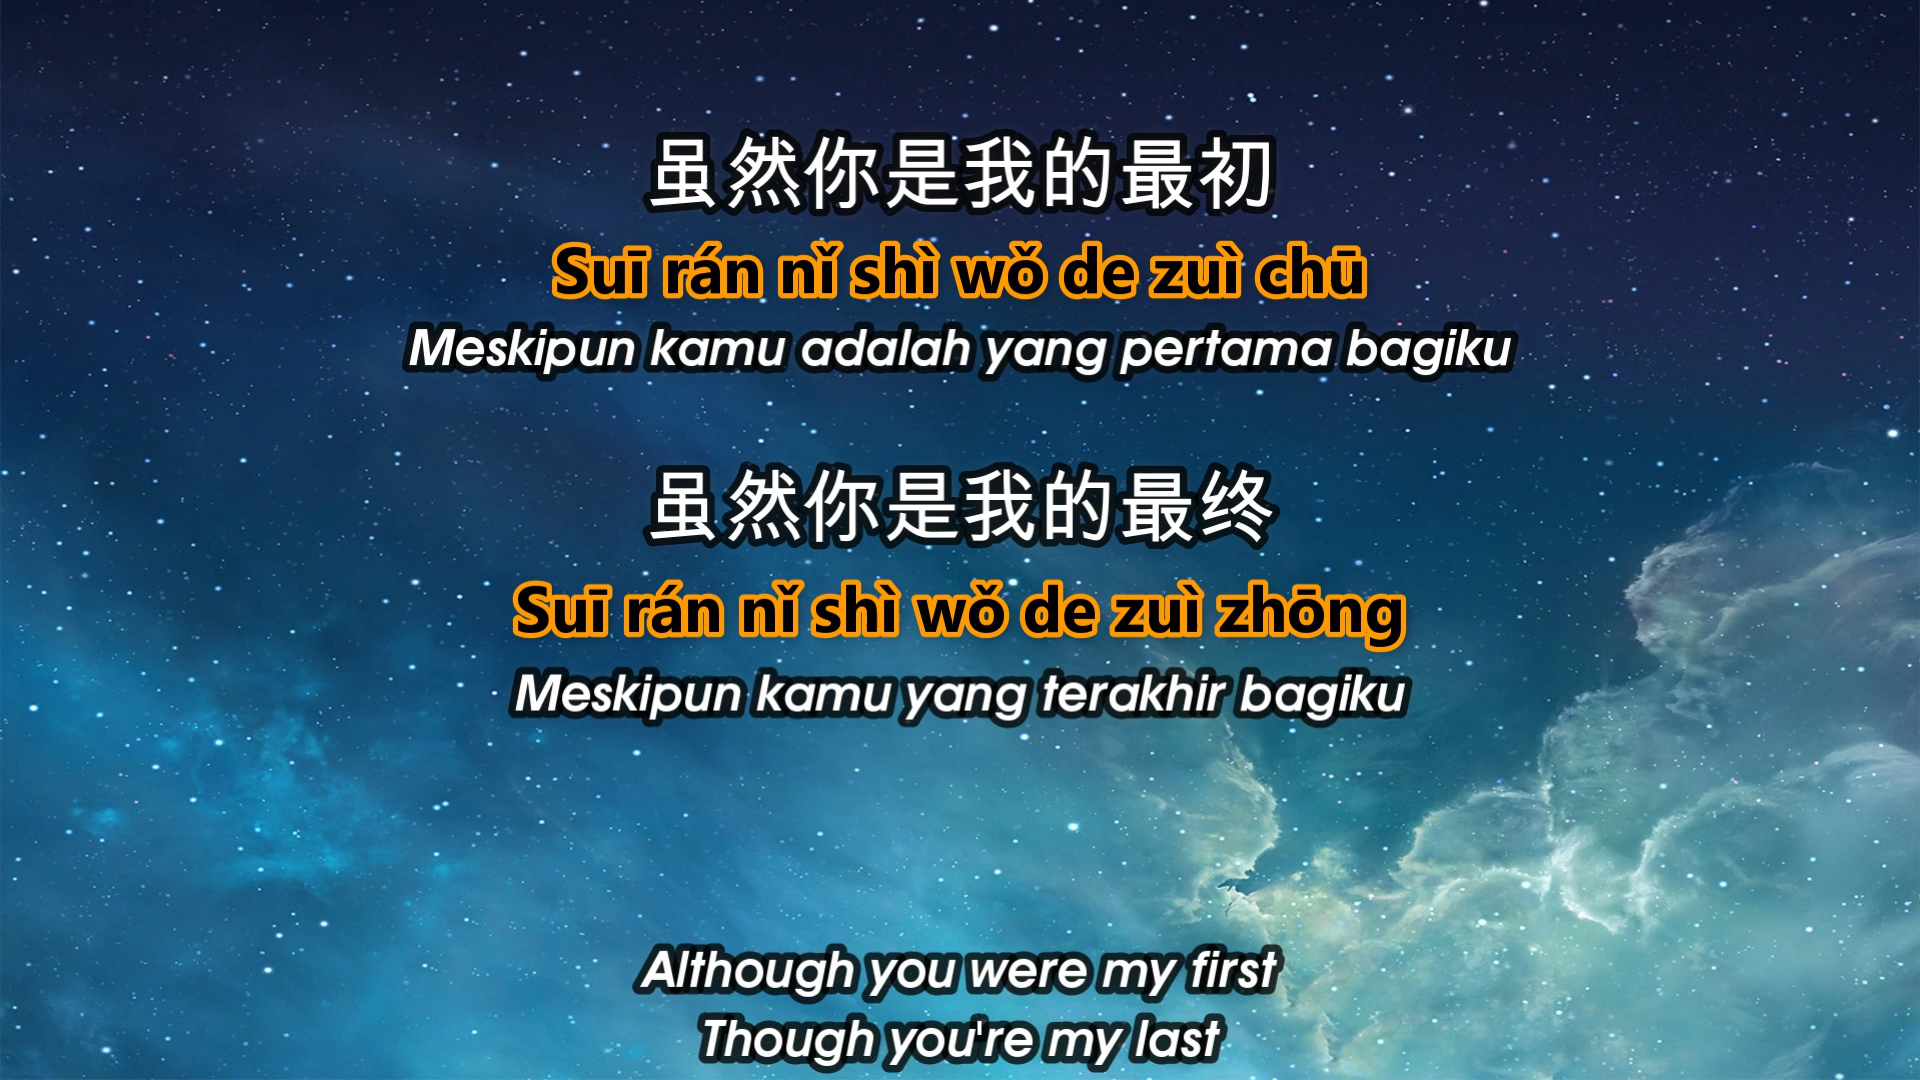 虽然你是我的最初
Suī rán nǐ shì wǒ de zuì chū
Meskipun kamu adalah yang pertama bagiku
虽然你是我的最终
Suī rán nǐ shì wǒ de zuì zhōng
Meskipun kamu yang terakhir bagiku
Although you were my first
Though you're my last